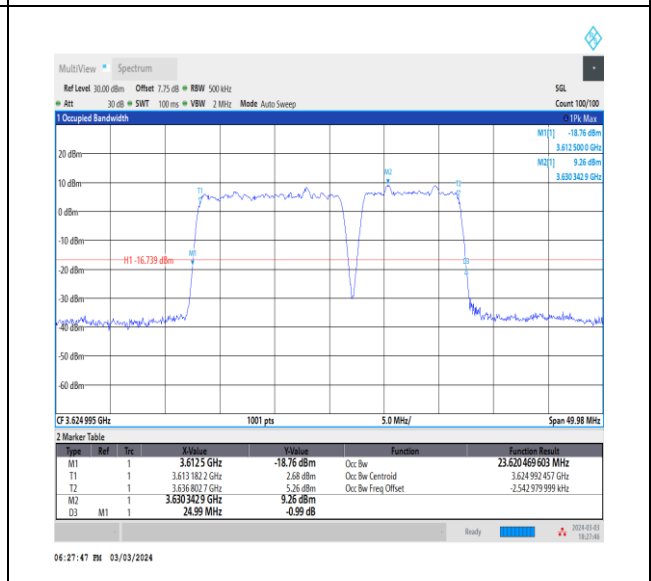 MultiView Spectrum
Ref Level 30.00 dBm Offset 7.75 dB RBW 500 kHz SGL
Att 30 dB SWT 100 ms VBW 2 MHz Mode Auto Sweep Count 100/100
1 Occupied Bandwidth 1Pk Max
M1[1] -18.76 dBm
3.612 500 0 GHz
M2[1] 9.26 dBm
3.630 342 9 GHz
20 dBm
10 dBm
0 dBm
-10 dBm
-20 dBm
-30 dBm
-40 dBm
-50 dBm
-60 dBm
T1
M2
T2
M1
H1 -16.739 dBm
D3
CF 3.624 995 GHz 1001 pts 5.0 MHz/ Span 49.98 MHz
2 Marker Table
Type Ref Trc X-Value Y-Value Function Function Result
M1 1 3.612 5 GHz -18.76 dBm Occ Bw 23.620 469 603 MHz
T1 1 3.613 182 2 GHz 2.68 dBm Occ Bw Centroid 3.624 992 457 GHz
T2 1 3.636 802 7 GHz 5.26 dBm Occ Bw Freq Offset -2.542 979 999 kHz
M2 1 3.630 342 9 GHz 9.26 dBm
D3 M1 1 24.99 MHz -0.99 dB
Ready 2024-03-03
18:27:46
06:27:47 PM 03/03/2024